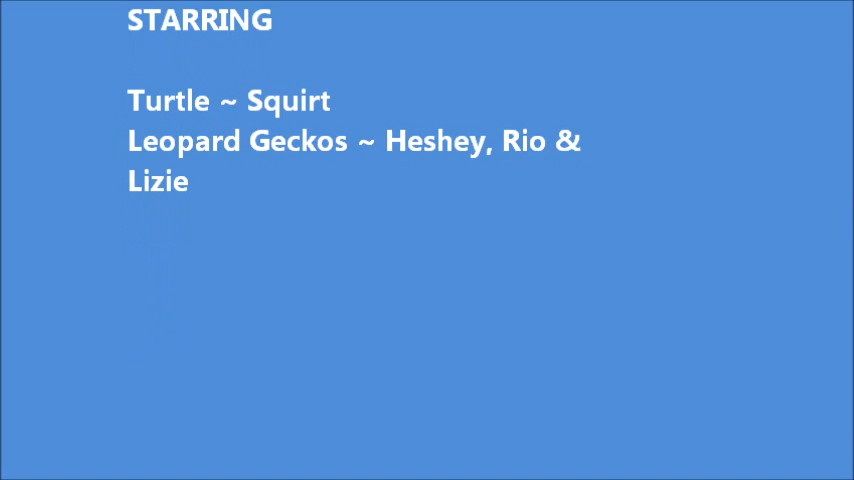 STARRING
Turtle ~ Squirt
Leopard Geckos ~ Heshey, Rio &
Lizie